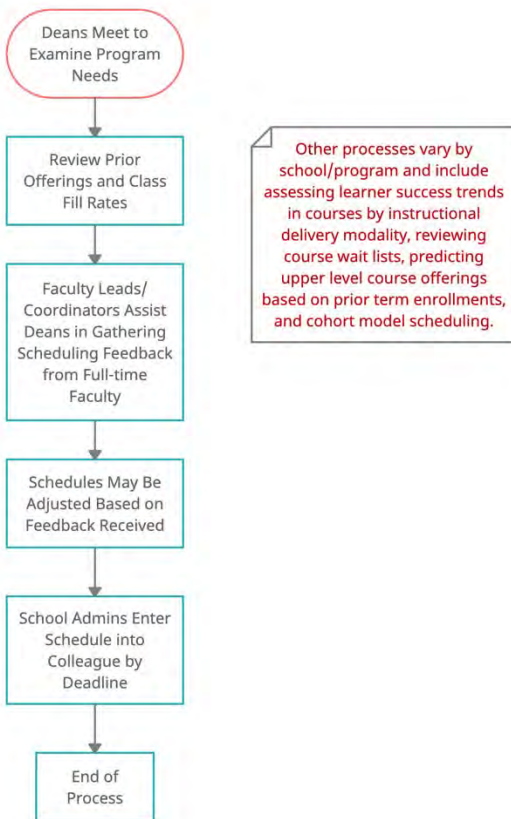 Deans Meet to
Examine Program
Needs
Review Prior
Offerings and Class
Fill Rates
Faculty Leads/
Coordinators Assist
Deans in Gathering
Scheduling Feedback
from Full-time
Faculty
Schedules May Be
Adjusted Based on
Feedback Received
School Admins Enter
Schedule into
Colleague by
Deadline
End of
Process
Other processes vary by
school/program and include
assessing learner success trends
in courses by instructional
delivery modality, reviewing
course wait lists, predicting
upper level course offerings
based on prior term enrollments,
and cohort model scheduling.